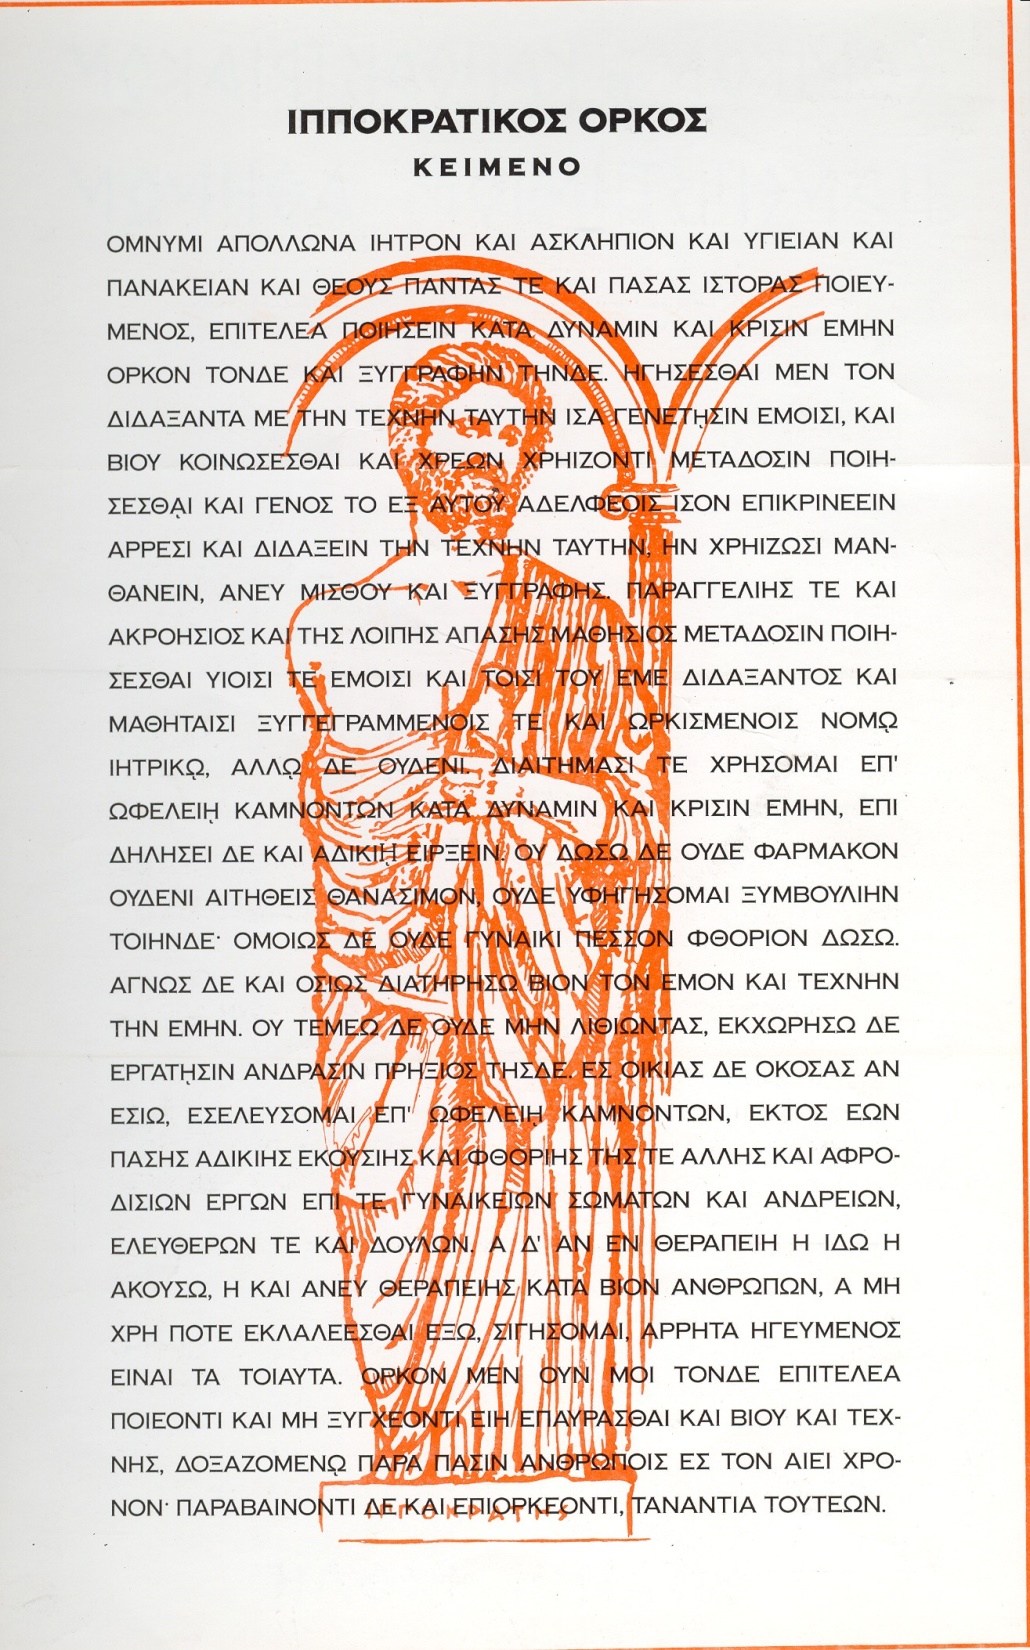 ΙΠΠΟΚΡΑΤΙΚΟΣ ΟΡΚΟΣ
ΚΕΙΜΕΝΟ
ΟΜΝΥΜΙ ΑΠΟΛΛΩΝΑ ΙΗΤΡΟΝ ΚΑΙ ΑΣΚΛΗΠΙΟΝ ΚΑΙ ΥΓΙΕΙΑΝ ΚΑΙ
ΠΑΝΑΚΕΙΑΝ ΚΑΙ ΘΕΟΥΣ ΠΑΝΤΑΣ ΤΕ ΚΑΙ ΠΑΣΑΣ ΙΣΤΟΡΑΣ ΠΟΙΕΥ-
ΜΕΝΟΣ, ΕΠΙΤΕΛΕΑ ΠΟΙΗΣΕΙΝ ΚΑΤΑ ΔΥΝΑΜΙΝ ΚΑΙ ΚΡΙΣΙΝ ΕΜΗΝ
ΟΡΚΟΝ ΤΟΝΔΕ ΚΑΙ ΞΥΓΓΡΑΦΗΝ ΤΗΝΔΕ. ΗΓΗΣΕΣΘΑΙ ΜΕΝ ΤΟΝ
ΔΙΔΑΞΑΝΤΑ ΜΕ ΤΗΝ ΤΕΧΝΗΝ ΤΑΥΤΗΝ ΙΣΑ ΓΕΝΕΤῌΣΙΝ ΕΜΟΙΣΙ, ΚΑΙ
ΒΙΟΥ ΚΟΙΝΩΣΕΣΘΑΙ ΚΑΙ ΧΡΕΩΝ ΧΡΗΙΖΟΝΤΙ ΜΕΤΑΔΟΣΙΝ ΠΟΙΗ-
ΣΕΣΘΑΙ ΚΑΙ ΓΕΝΟΣ ΤΟ ΕΞ ΑΥΤΟΥ ΑΔΕΛΦΕΟΙΣ ΙΣΟΝ ΕΠΙΚΡΙΝΕΕΙΝ
ΑΡΡΕΣΙ ΚΑΙ ΔΙΔΑΞΕΙΝ ΤΗΝ ΤΕΧΝΗΝ ΤΑΥΤΗΝ, ΗΝ ΧΡΗΙΖΩΣΙ ΜΑΝ-
ΘΑΝΕΙΝ, ΑΝΕΥ ΜΙΣΘΟΥ ΚΑΙ ΞΥΓΓΡΑΦΗΣ. ΠΑΡΑΓΓΕΛΙΗΣ ΤΕ ΚΑΙ
ΑΚΡΟΗΣΙΟΣ ΚΑΙ ΤΗΣ ΛΟΙΠΗΣ ΑΠΑΣΗΣ ΜΑΘΗΣΙΟΣ ΜΕΤΑΔΟΣΙΝ ΠΟΙΗ-
ΣΕΣΘΑΙ ΥΙΟΙΣΙ ΤΕ ΕΜΟΙΣΙ ΚΑΙ ΤΟΙΣΙ ΤΟΥ ΕΜΕ ΔΙΔΑΞΑΝΤΟΣ ΚΑΙ
ΜΑΘΗΤΑΙΣΙ ΞΥΓΓΕΓΡΑΜΜΕΝΟΙΣ ΤΕ ΚΑΙ ΩΡΚΙΣΜΕΝΟΙΣ ΝΟΜῼ
ΙΗΤΡΙΚῼ, ΑΛΛῼ ΔΕ ΟΥΔΕΝΙ. ΔΙΑΙΤΗΜΑΣΙ ΤΕ ΧΡΗΣΟΜΑΙ ΕΠ'
ΩΦΕΛΕΙῌ ΚΑΜΝΟΝΤΩΝ ΚΑΤΑ ΔΥΝΑΜΙΝ ΚΑΙ ΚΡΙΣΙΝ ΕΜΗΝ, ΕΠΙ
ΔΗΛΗΣΕΙ ΔΕ ΚΑΙ ΑΔΙΚΙῌ ΕΙΡΞΕΙΝ. ΟΥ ΔΩΣΩ ΔΕ ΟΥΔΕ ΦΑΡΜΑΚΟΝ
ΟΥΔΕΝΙ ΑΙΤΗΘΕΙΣ ΘΑΝΑΣΙΜΟΝ, ΟΥΔΕ ΥΦΗΓΗΣΟΜΑΙ ΞΥΜΒΟΥΛΙΗΝ
ΤΟΙΗΝΔΕ· ΟΜΟΙΩΣ ΔΕ ΟΥΔΕ ΓΥΝΑΙΚΙ ΠΕΣΣΟΝ ΦΘΟΡΙΟΝ ΔΩΣΩ.
ΑΓΝΩΣ ΔΕ ΚΑΙ ΟΣΙΩΣ ΔΙΑΤΗΡΗΣΩ ΒΙΟΝ ΤΟΝ ΕΜΟΝ ΚΑΙ ΤΕΧΝΗΝ
ΤΗΝ ΕΜΗΝ. ΟΥ ΤΕΜΕΩ ΔΕ ΟΥΔΕ ΜΗΝ ΛΙΘΙΩΝΤΑΣ, ΕΚΧΩΡΗΣΩ ΔΕ
ΕΡΓΑΤῌΣΙΝ ΑΝΔΡΑΣΙΝ ΠΡΗΞΙΟΣ ΤΗΣΔΕ. ΕΣ ΟΙΚΙΑΣ ΔΕ ΟΚΟΣΑΣ ΑΝ
ΕΣΙΩ, ΕΣΕΛΕΥΣΟΜΑΙ ΕΠ' ΩΦΕΛΕΙῌ ΚΑΜΝΟΝΤΩΝ, ΕΚΤΟΣ ΕΩΝ
ΠΑΣΗΣ ΑΔΙΚΙΗΣ ΕΚΟΥΣΙΗΣ ΚΑΙ ΦΘΟΡΙΗΣ ΤΗΣ ΤΕ ΑΛΛΗΣ ΚΑΙ ΑΦΡΟ-
ΔΙΣΙΩΝ ΕΡΓΩΝ ΕΠΙ ΤΕ ΓΥΝΑΙΚΕΙΩΝ ΣΩΜΑΤΩΝ ΚΑΙ ΑΝΔΡΕΙΩΝ,
ΕΛΕΥΘΕΡΩΝ ΤΕ ΚΑΙ ΔΟΥΛΩΝ. Α Δ' ΑΝ ΕΝ ΘΕΡΑΠΕΙΗ Η ΙΔΩ Η
ΑΚΟΥΣΩ, Η ΚΑΙ ΑΝΕΥ ΘΕΡΑΠΕΙΗΣ ΚΑΤΑ ΒΙΟΝ ΑΝΘΡΩΠΩΝ, Α ΜΗ
ΧΡΗ ΠΟΤΕ ΕΚΛΑΛΕΕΣΘΑΙ ΕΞΩ, ΣΙΓΗΣΟΜΑΙ, ΑΡΡΗΤΑ ΗΓΕΥΜΕΝΟΣ
ΕΙΝΑΙ ΤΑ ΤΟΙΑΥΤΑ. ΟΡΚΟΝ ΜΕΝ ΟΥΝ ΜΟΙ ΤΟΝΔΕ ΕΠΙΤΕΛΕΑ
ΠΟΙΕΟΝΤΙ ΚΑΙ ΜΗ ΞΥΓΧΕΟΝΤΙ ΕΙΗ ΕΠΑΥΡΑΣΘΑΙ ΚΑΙ ΒΙΟΥ ΚΑΙ ΤΕΧ-
ΝΗΣ, ΔΟΞΑΖΟΜΕΝῼ ΠΑΡΑ ΠΑΣΙΝ ΑΝΘΡΩΠΟΙΣ ΕΣ ΤΟΝ ΑΙΕΙ ΧΡΟ-
ΝΟΝ· ΠΑΡΑΒΑΙΝΟΝΤΙ ΔΕ ΚΑΙ ΕΠΙΟΡΚΕΟΝΤΙ, ΤΑΝΑΝΤΙΑ ΤΟΥΤΕΩΝ.
ΙΠΠΟΚΡΑΤΗΣ